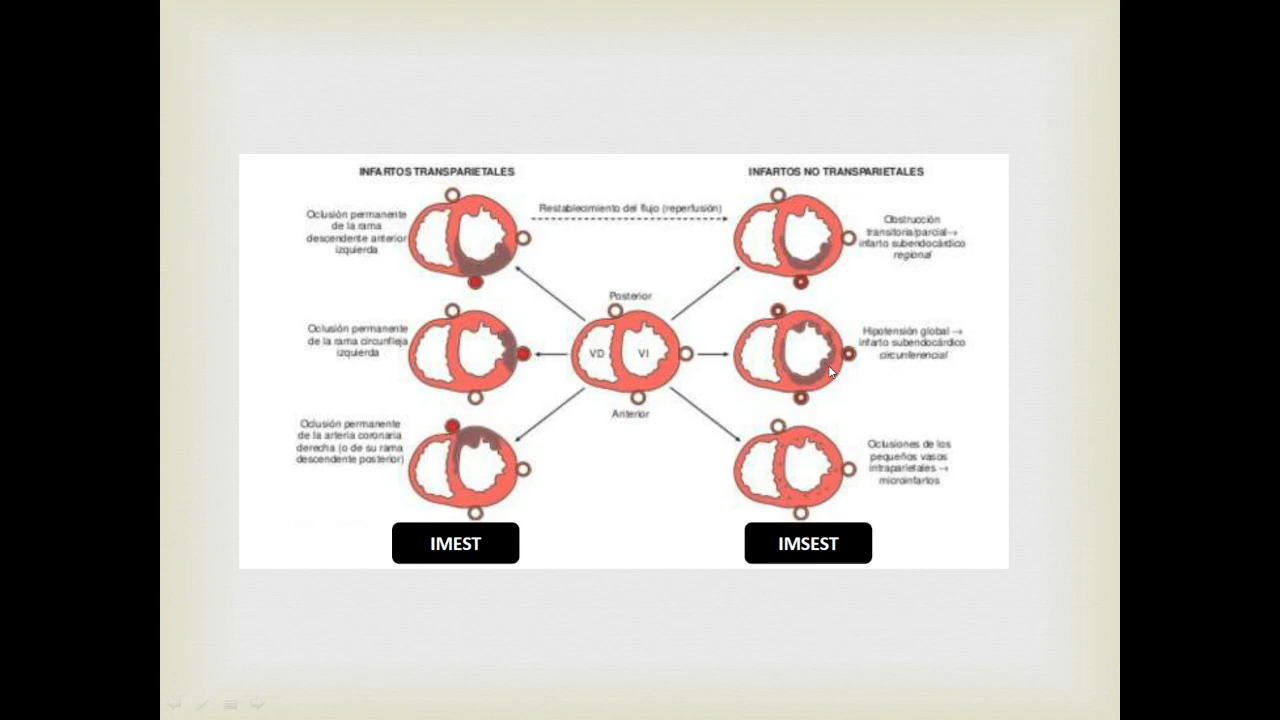 INFARTOS TRANSPARIETALES
Oclusión permanente
de la rama
descendente anterior
izquierda
Oclusión permanente
de la rama circunfleja
izquierda
Oclusión permanente
de la arteria coronaria
derecha (o de su rama
descendente posterior)
IMEST
Restablecimiento del flujo (reperfusión)
Posterior
VD
VI
Anterior
INFARTOS NO TRANSPARIETALES
Obstrucción
transitoria/parcial→
infarto subendocárdico
regional
Hipotensión global →
infarto subendocárdico
circunferencial
Oclusiones de los
pequeños vasos
intraparietales →
microinfartos
IMSEST